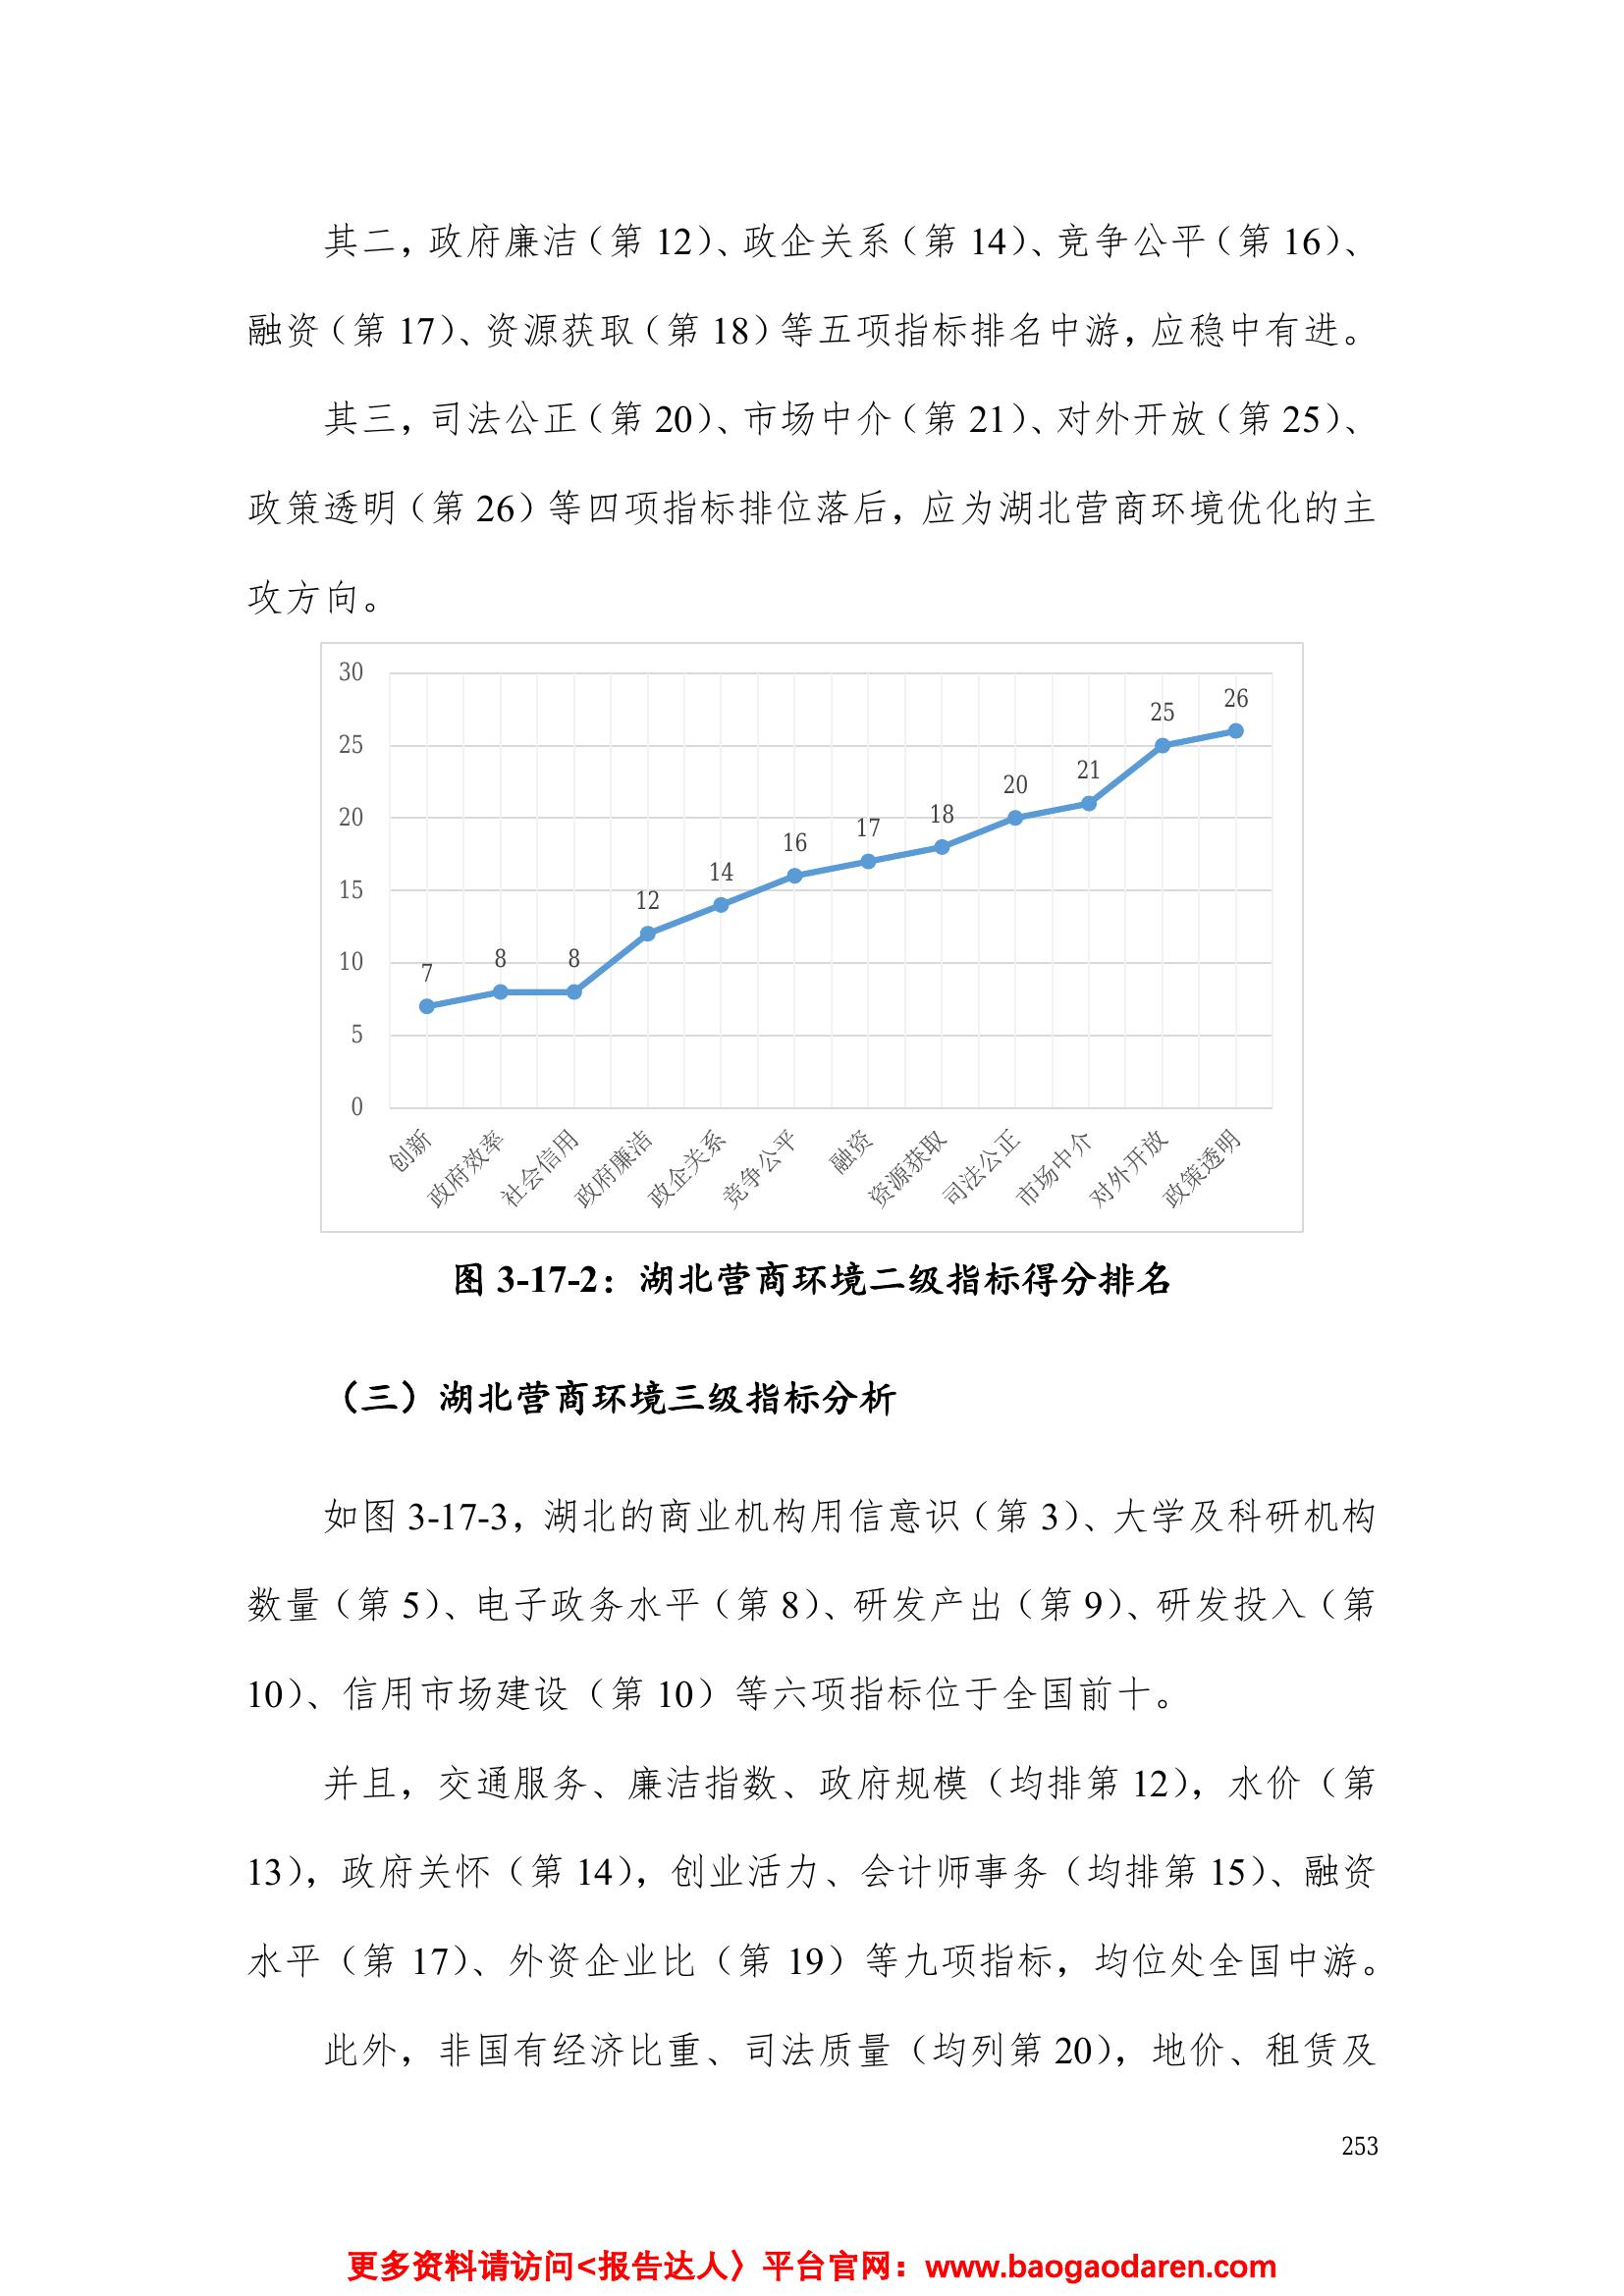 其二，政府廉洁（第 12）、政企关系（第 14）、竞争公平（第 16）、
融资（第 17）、资源获取（第 18）等五项指标排名中游，应稳中有进。
其三，司法公正（第 20）、市场中介（第 21）、对外开放（第 25）、
政策透明（第 26）等四项指标排位落后，应为湖北营商环境优化的主
攻方向。
30
25
20
15
10
5
0
7
8
8
12
14
16
17
18
20
21
25
26
创新
政府效率
社会信用
政府廉洁
政企关系
竞争公平
融资
资源获取
司法公正
市场中介
对外开放
政策透明
图 3-17-2：湖北营商环境二级指标得分排名
（三）湖北营商环境三级指标分析
如图 3-17-3，湖北的商业机构用信意识（第 3）、大学及科研机构
数量（第 5）、电子政务水平（第 8）、研发产出（第 9）、研发投入（第
10）、信用市场建设（第 10）等六项指标位于全国前十。
并且，交通服务、廉洁指数、政府规模（均排第 12），水价（第
13），政府关怀（第 14），创业活力、会计师事务（均排第 15）、融资
水平（第 17）、外资企业比（第 19）等九项指标，均位处全国中游。
此外，非国有经济比重、司法质量（均列第 20），地价、租赁及
253
更多资料请访问<报告达人〉平台官网：www.baogaodaren.com